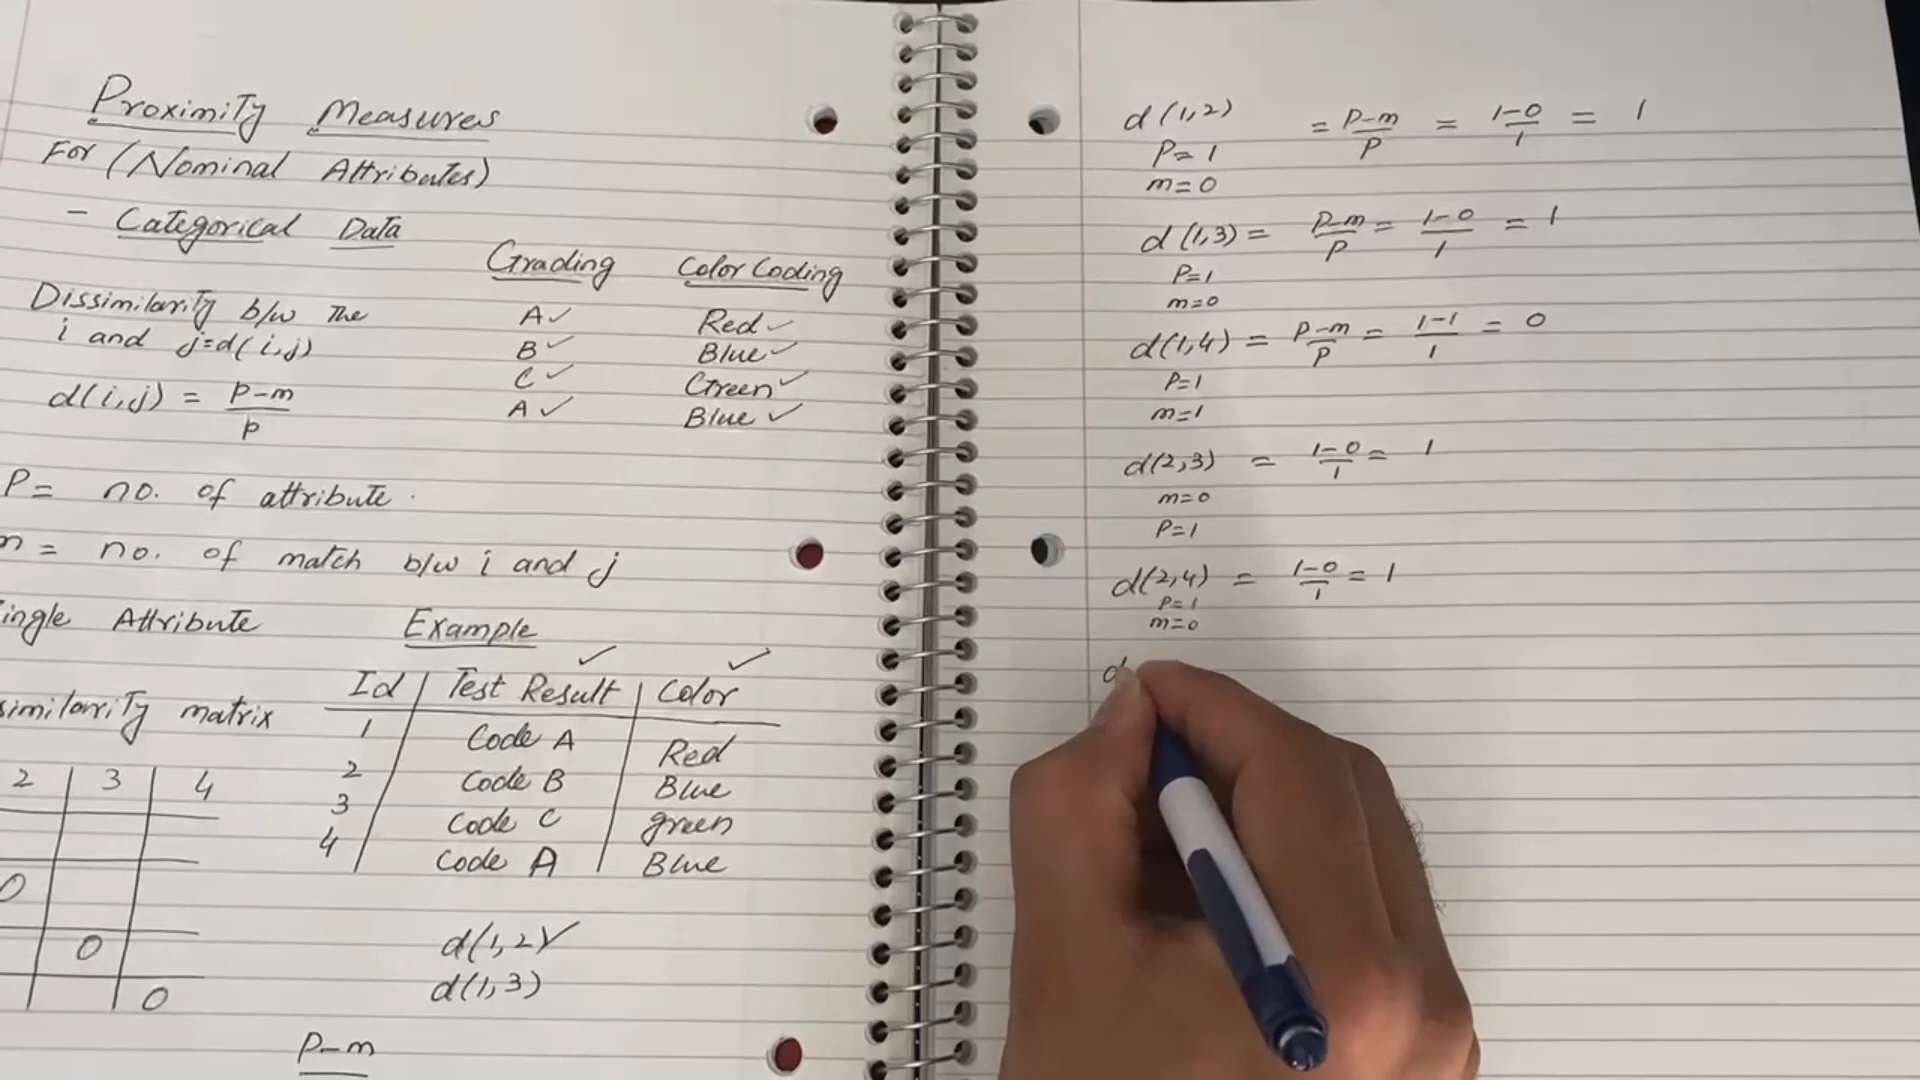 Proximity Measures
For (Nominal Attributes)
- Categorical Data
Grading Color Coding
Dissimilarity b/w The
i and j = d(i,j)
A ✓ Red ✓
B ✓ Blue ✓
C ✓ Green ✓
A ✓ Blue ✓
d(i,j) = p-m
p
P = no. of attribute.
= no. of match b/w i and j
ingle Attribute
Example
✓ ✓
Id Test Result Color
1 Code A Red
2 Code B Blue
3 Code C green
4 Code A Blue
similarity matrix
2 3 4
0
0
0
d(1,2) ✓
d(1,3)
P-m
d(1,2) = P-m = 1-0 = 1
P 1
P=1
m=0
d(1,3) = P-m = 1-0 = 1
P 1
P=1
m=0
d(1,4) = P-m = 1-1 = 0
P 1
P=1
m=1
d(2,3) = 1-0 = 1
1
m=0
P=1
d(2,4) = 1-0 = 1
1
P=1
m=0
d